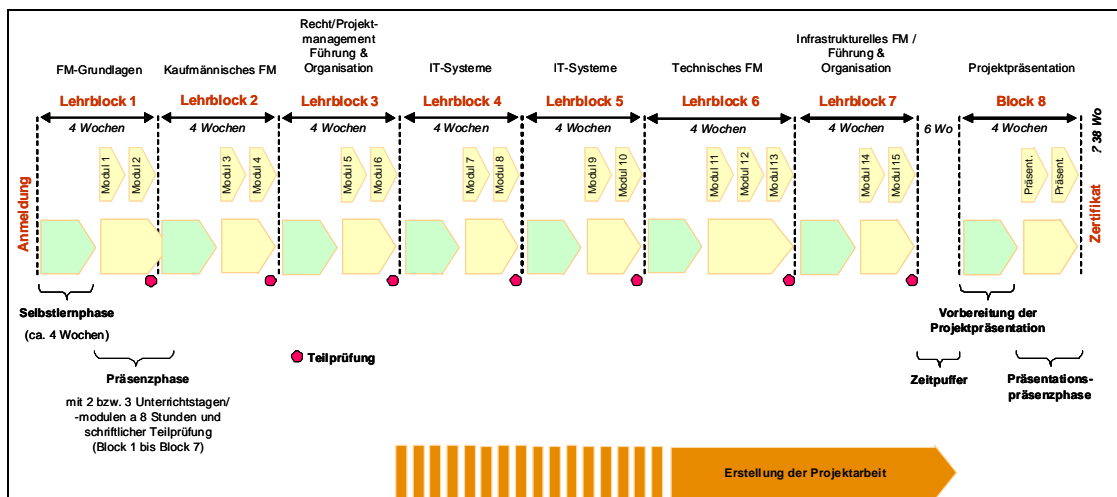 Recht/Projekt-
management
Führung &
Organisation
Infrastrukturelles FM /
Führung &
Organisation
FM-Grundlagen
Kaufmännisches FM
IT-Systeme
IT-Systeme
Technisches FM
Projektpräsentation
Lehrblock 1
Lehrblock 2
Lehrblock 3
Lehrblock 4
Lehrblock 5
Lehrblock 6
Lehrblock 7
Block 8
4 Wochen
4 Wochen
4 Wochen
4 Wochen
4 Wochen
4 Wochen
4 Wochen
6 Wo
4 Wochen
? 38 Wo
Anmeldung
Modul 1
Modul 2
Modul 3
Modul 4
Modul 5
Modul 6
Modul 7
Modul 8
Modul 9
Modul 10
Modul 11
Modul 12
Modul 13
Modul 14
Modul 15
Präsent.
Präsent.
Zertifikat
Selbstlernphase
(ca. 4 Wochen)
Präsenzphase
mit 2 bzw. 3 Unterrichtstagen/
-modulen a 8 Stunden und
schriftlicher Teilprüfung
(Block 1 bis Block 7)
Teilprüfung
Vorbereitung der
Projektpräsentation
Zeitpuffer
Präsentations-
präsenzphase
Erstellung der Projektarbeit